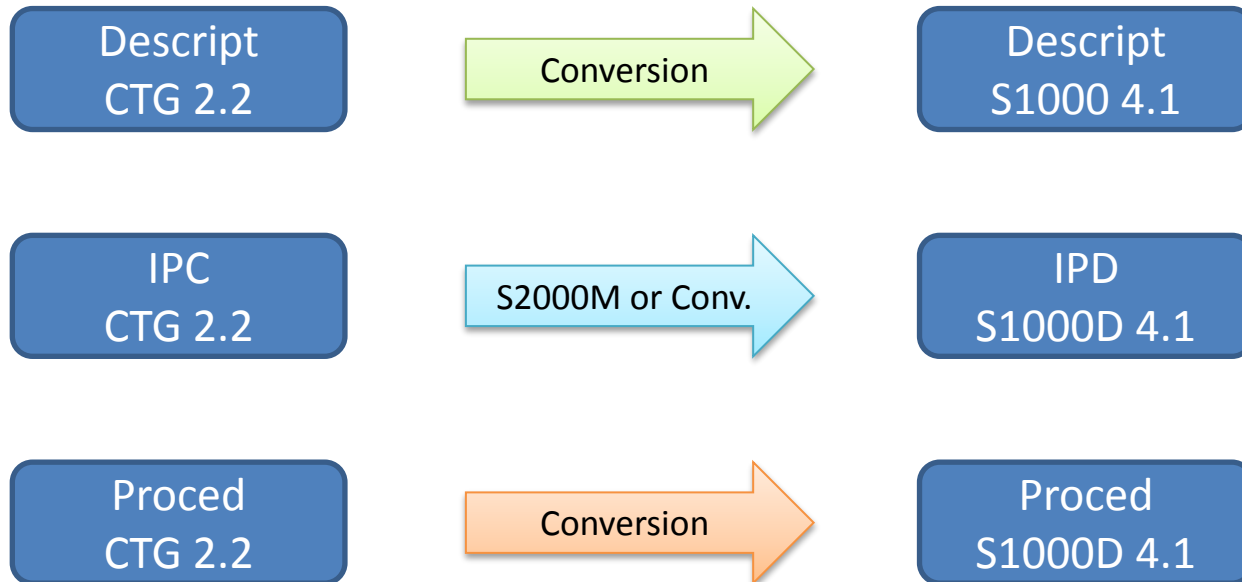 Descript
CTG 2.2
Conversion
Descript
S1000 4.1
IPC
CTG 2.2
S2000M or Conv.
IPD
S1000D 4.1
Proced
CTG 2.2
Conversion
Proced
S1000D 4.1